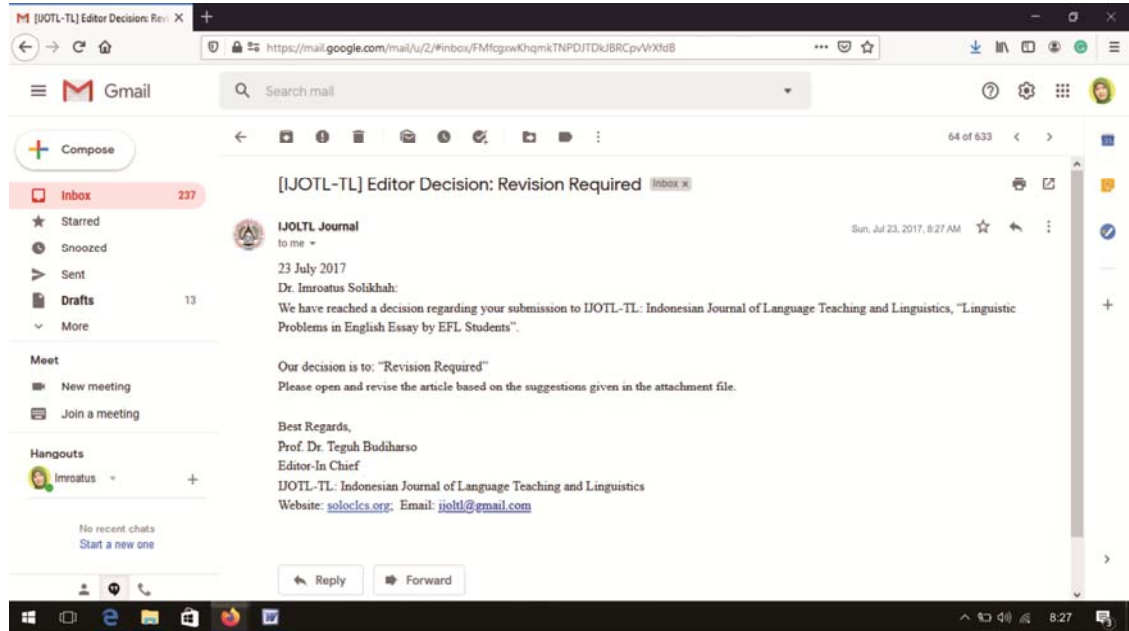 [IJOTL-TL] Editor Decision: Rev
https://mail.google.com/mail/u/2/#inbox/
Gmail
Search mail
Compose
64 of 633
Inbox 237
Starred
Snoozed
Sent
Drafts 13
More
Meet
New meeting
Join a meeting
Hangouts
Imroatus
No recent chats
Start a new one
[IJOTL-TL] Editor Decision: Revision Required Inbox x
IJOLTL Journal Sun, Jul 23, 2017, 8:27 AM
to me
23 July 2017
Dr. Imroatus Solikhah:
We have reached a decision regarding your submission to IJOTL-TL: Indonesian Journal of Language Teaching and Linguistics, “Linguistic
Problems in English Essay by EFL Students”.
Our decision is to: “Revision Required”
Please open and revise the article based on the suggestions given in the attachment file.
Best Regards,
Prof. Dr. Teguh Budiharso
Editor-In Chief
IJOTL-TL: Indonesian Journal of Language Teaching and Linguistics
Website: soloclcs.org; Email: ijoltl@gmail.com
Reply Forward
8:27